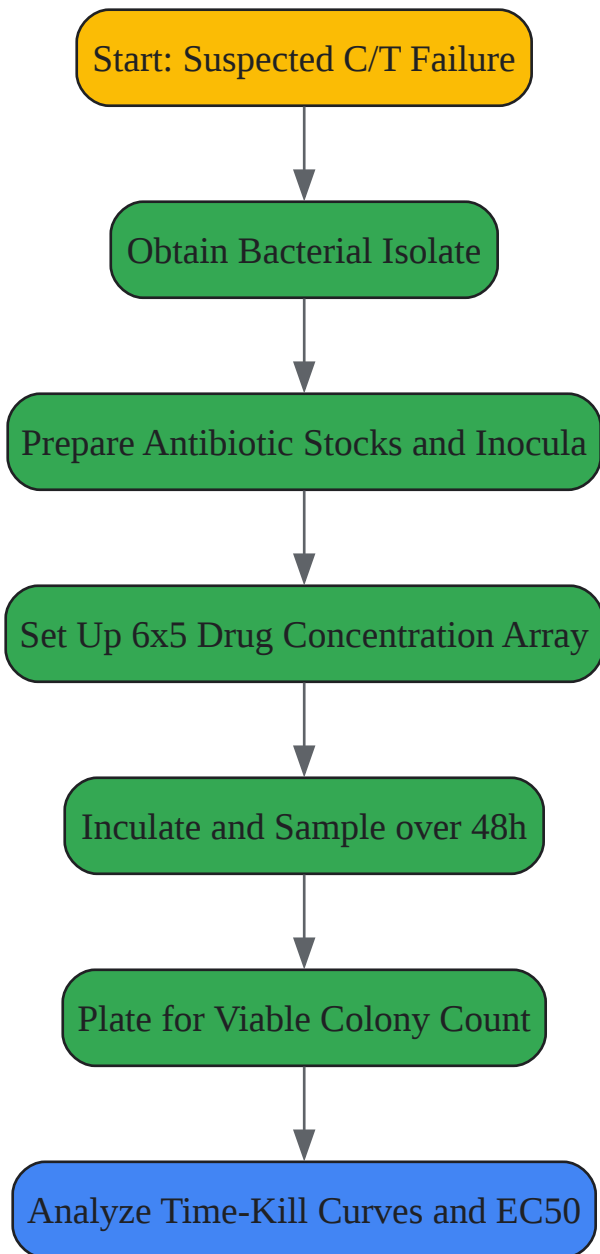 Start: Suspected C/T Failure
Obtain Bacterial Isolate
Prepare Antibiotic Stocks and Inocula
Set Up 6x5 Drug Concentration Array
Inculate and Sample over 48h
Plate for Viable Colony Count
Analyze Time-Kill Curves and EC50